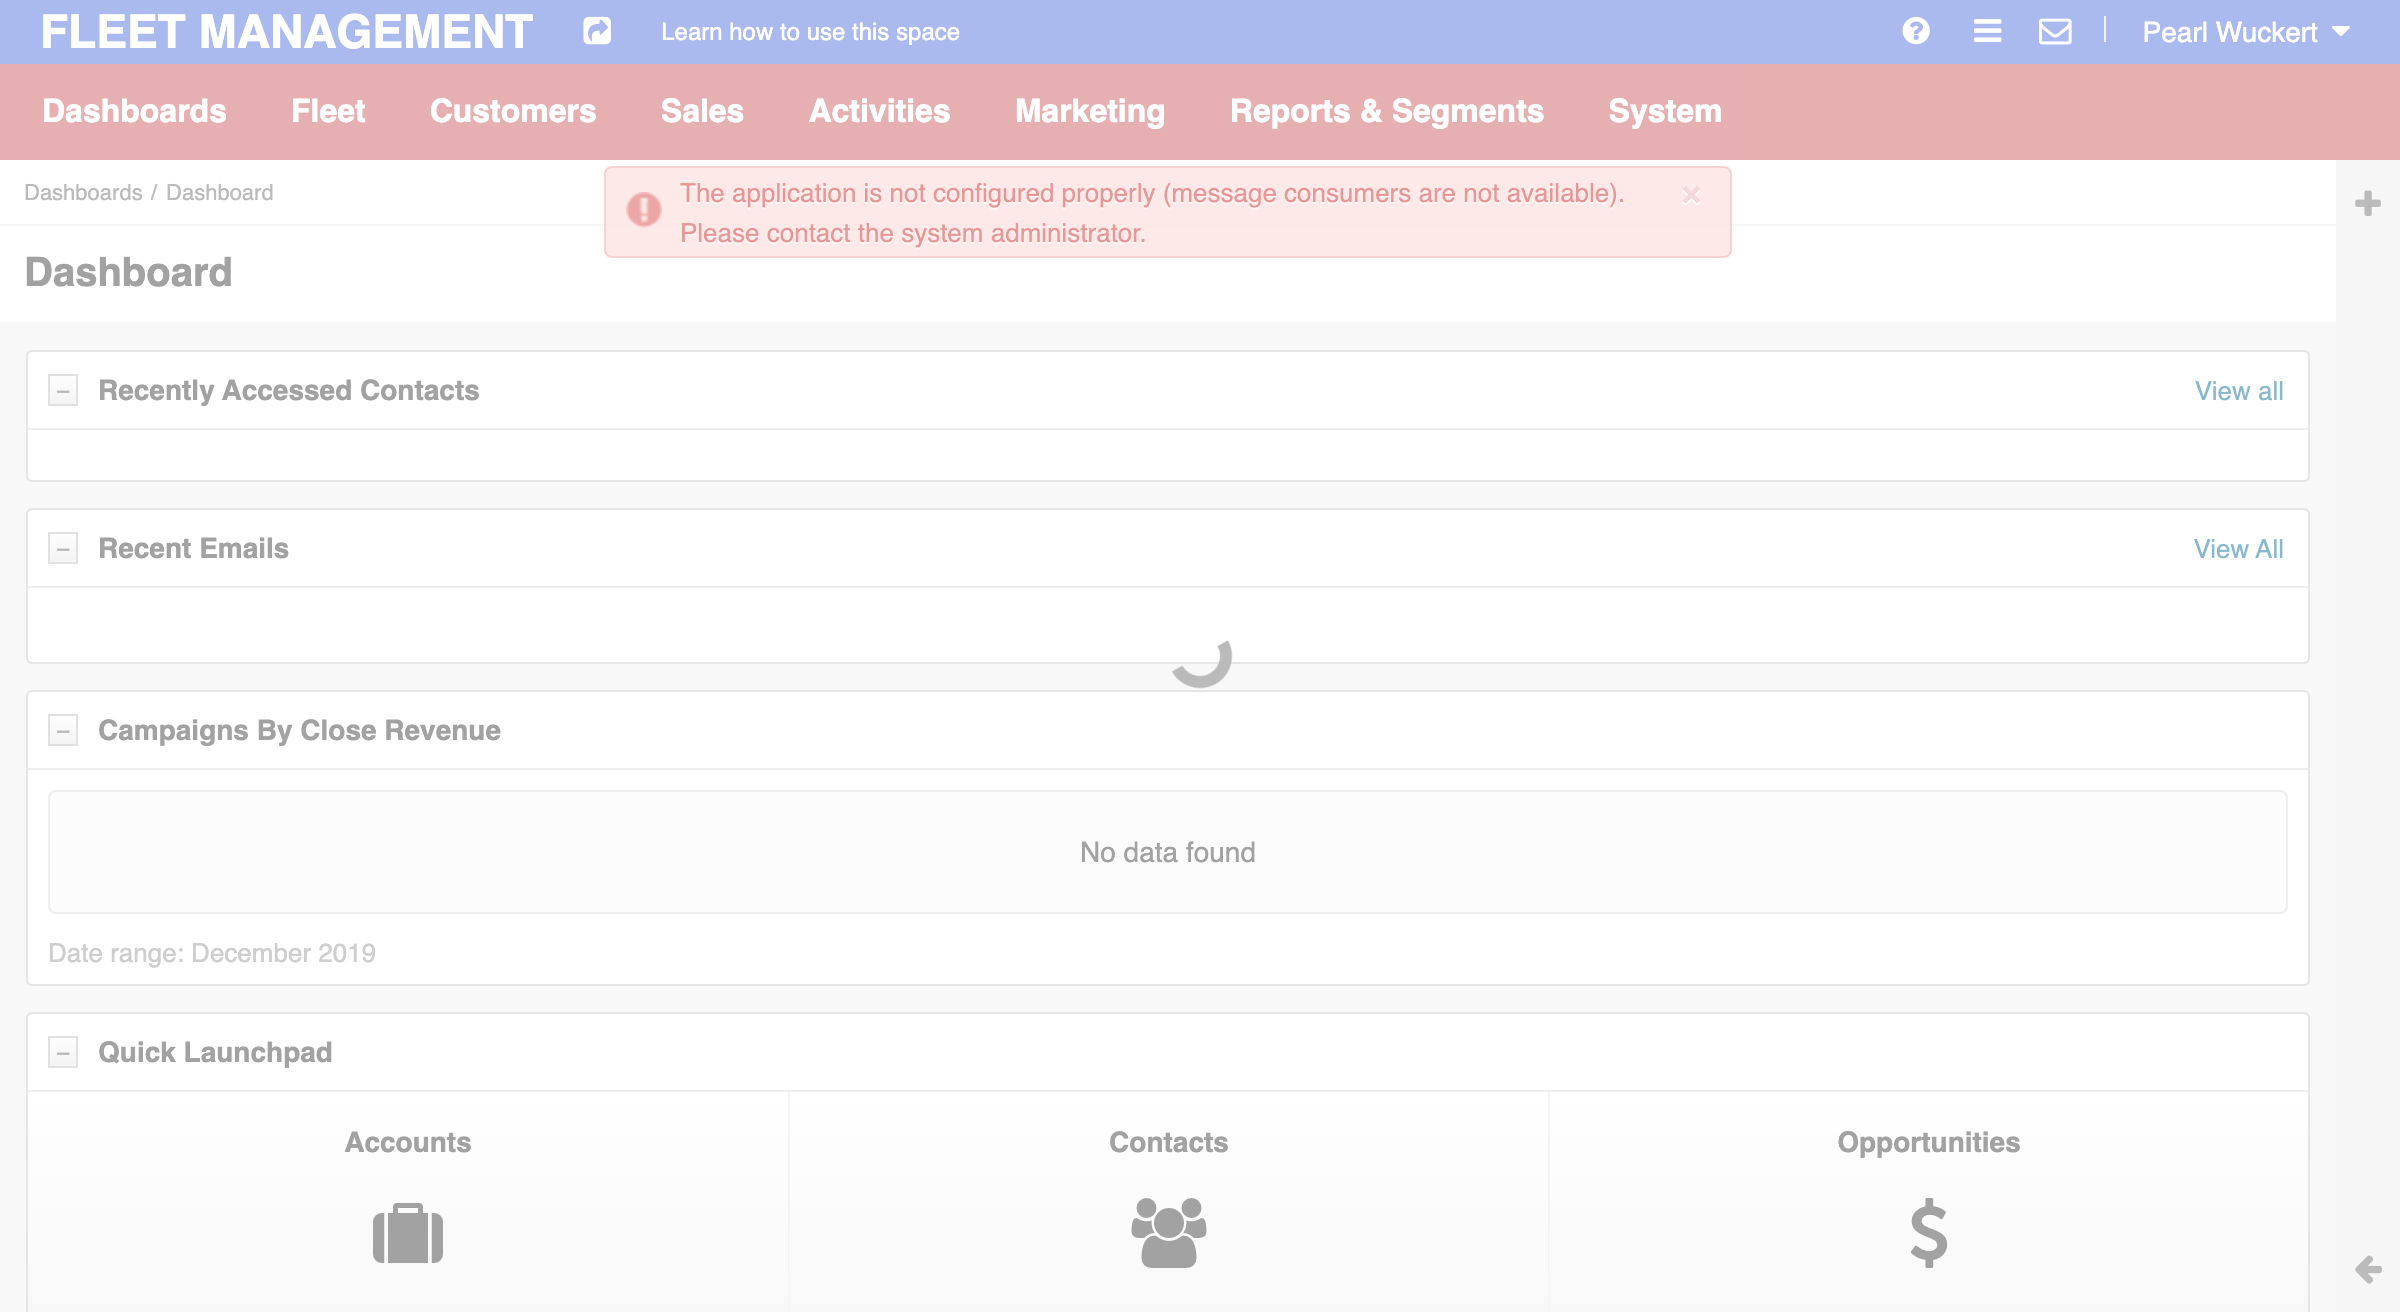 FLEET MANAGEMENT
Learn how to use this space
Pearl Wuckert
Dashboards Fleet Customers Sales Activities Marketing Reports & Segments System
Dashboards / Dashboard
The application is not configured properly (message consumers are not available).
Please contact the system administrator.
Dashboard
Recently Accessed Contacts
View all
Recent Emails
View All
Campaigns By Close Revenue
No data found
Date range: December 2019
Quick Launchpad
Accounts
Contacts
Opportunities